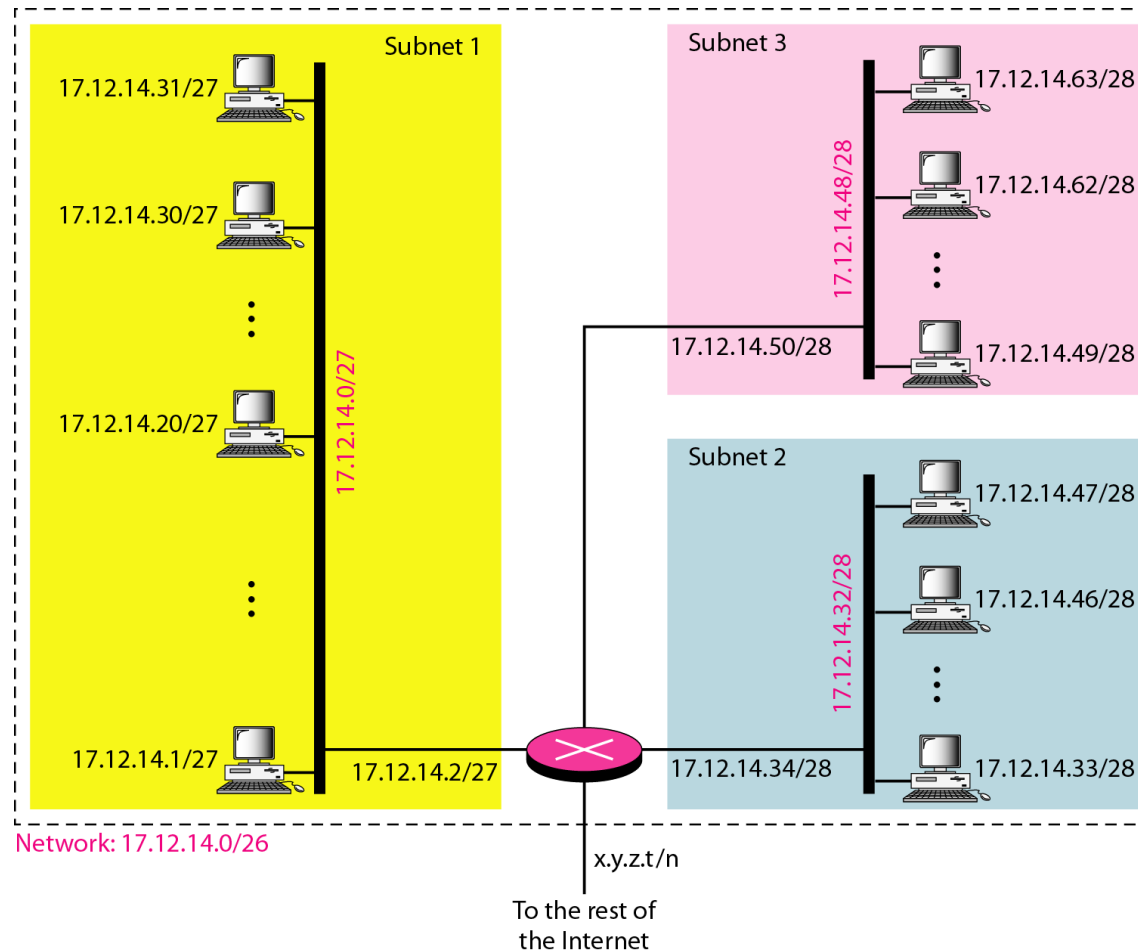 Subnet 1
17.12.14.31/27
17.12.14.30/27
17.12.14.20/27
17.12.14.0/27
17.12.14.1/27
17.12.14.2/27
Subnet 3
17.12.14.63/28
17.12.14.62/28
17.12.14.48/28
17.12.14.50/28
17.12.14.49/28
Subnet 2
17.12.14.47/28
17.12.14.46/28
17.12.14.32/28
17.12.14.34/28
17.12.14.33/28
Network: 17.12.14.0/26
x.y.z.t/n
To the rest of
the Internet